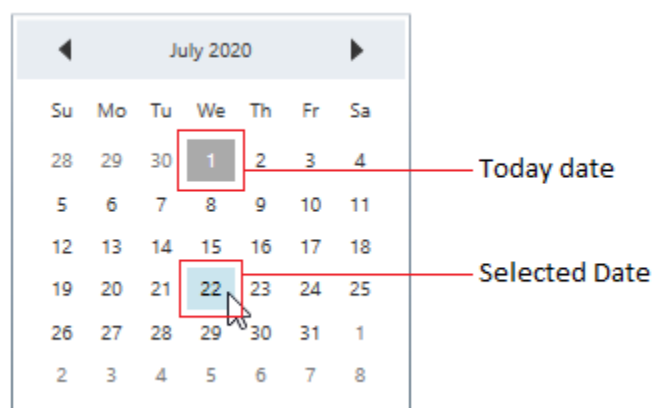 July 2020
Su Mo Tu We Th Fr Sa
28 29 30 1 2 3 4
Today date
5 6 7 8 9 10 11
12 13 14 15 16 17 18
19 20 21 22 23 24 25
Selected Date
26 27 28 29 30 31 1
2 3 4 5 6 7 8